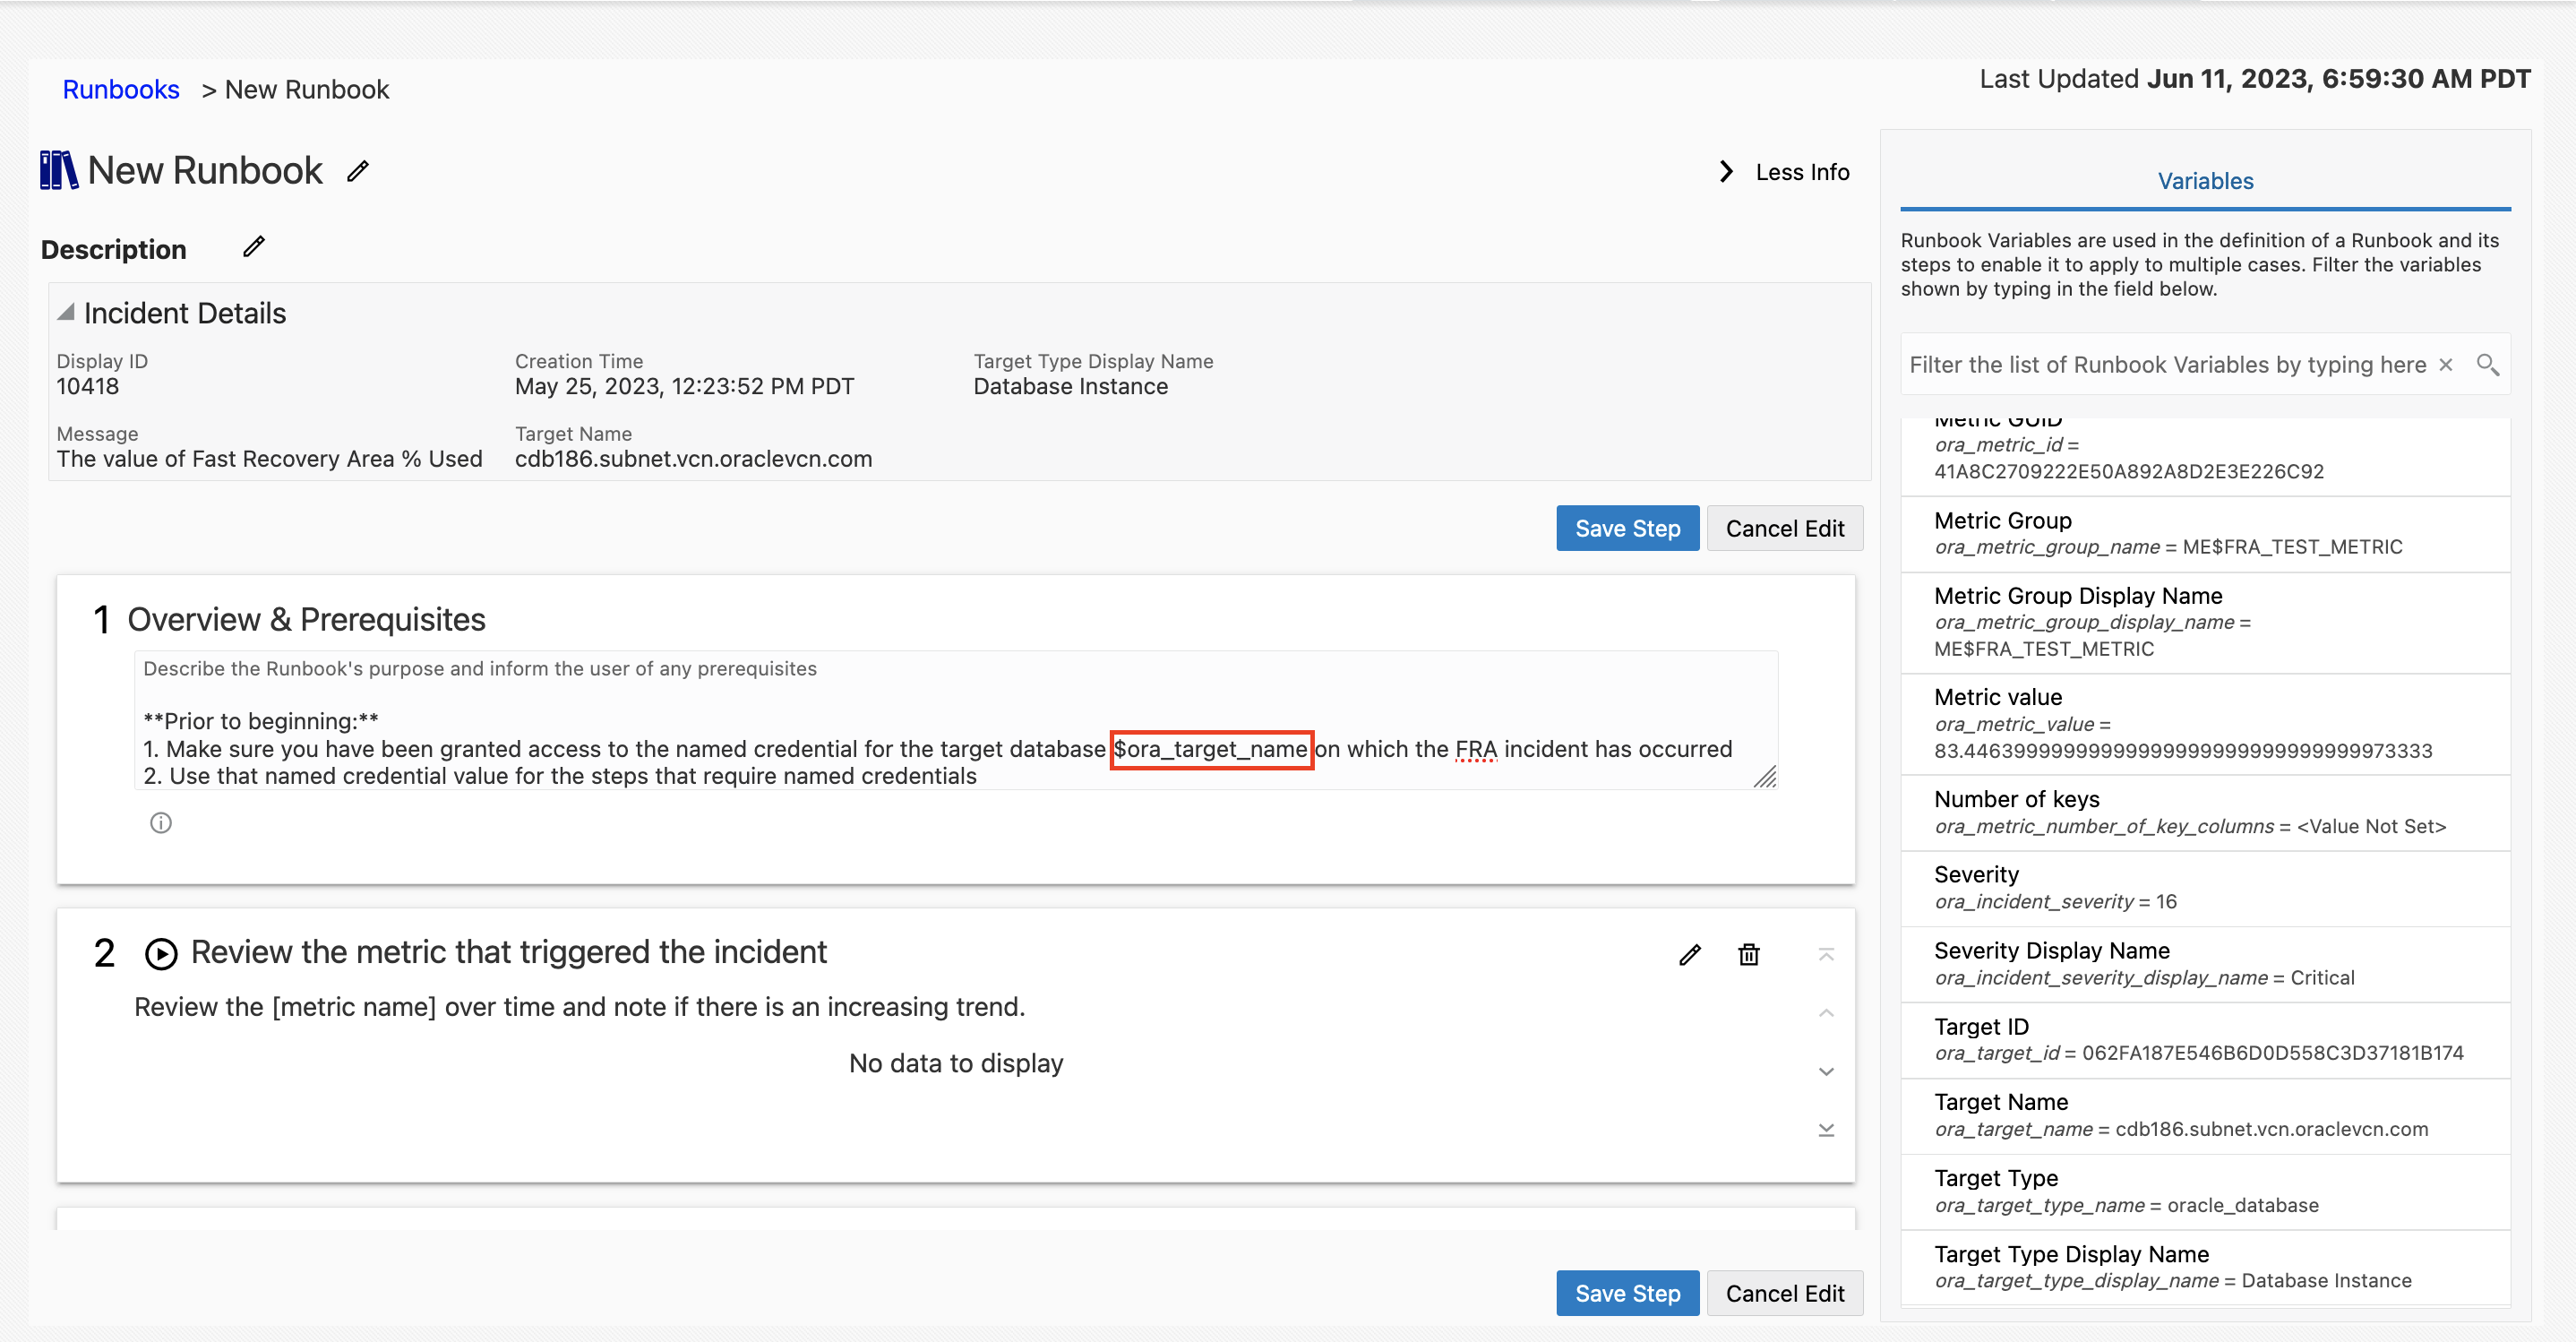 Runbooks > New Runbook
Last Updated Jun 11, 2023, 6:59:30 AM PDT
New Runbook
Less Info
Description
Incident Details
Display ID
10418
Creation Time
May 25, 2023, 12:23:52 PM PDT
Target Type Display Name
Database Instance
Message
The value of Fast Recovery Area % Used
Target Name
cdb186.subnet.vcn.oraclevcn.com
Save Step
Cancel Edit
1 Overview & Prerequisites
Describe the Runbook's purpose and inform the user of any prerequisites
**Prior to beginning:**
1. Make sure you have been granted access to the named credential for the target database $ora_target_name on which the FRA incident has occurred
2. Use that named credential value for the steps that require named credentials
2 Review the metric that triggered the incident
Review the [metric name] over time and note if there is an increasing trend.
No data to display
Save Step
Cancel Edit
Variables
Runbook Variables are used in the definition of a Runbook and its
steps to enable it to apply to multiple cases. Filter the variables
shown by typing in the field below.
Filter the list of Runbook Variables by typing here
Metric GUID
ora_metric_id =
41A8C2709222E50A892A8D2E3E226C92
Metric Group
ora_metric_group_name = ME$FRA_TEST_METRIC
Metric Group Display Name
ora_metric_group_display_name =
ME$FRA_TEST_METRIC
Metric value
ora_metric_value =
Number of keys
ora_metric_number_of_key_columns = <Value Not Set>
Severity
ora_incident_severity = 16
Severity Display Name
ora_incident_severity_display_name = Critical
Target ID
ora_target_id = 062FA187E546B6D0D558C3D37181B174
Target Name
ora_target_name = cdb186.subnet.vcn.oraclevcn.com
Target Type
ora_target_type_name = oracle_database
Target Type Display Name
ora_target_type_display_name = Database Instance